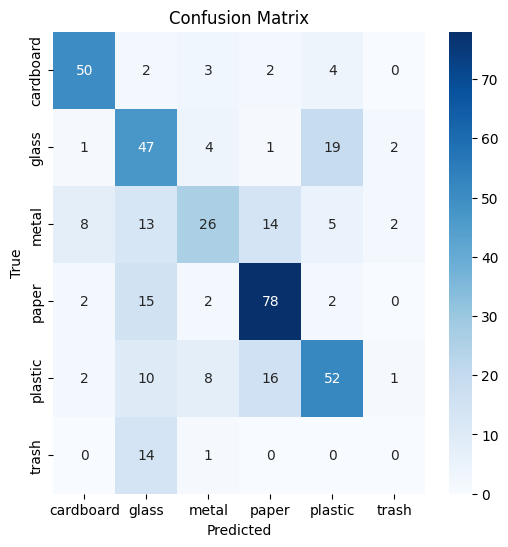 Confusion Matrix
True
cardboard 50 2 3 2 4 0
glass 1 47 4 1 19 2
metal 8 13 26 14 5 2
paper 2 15 2 78 2 0
plastic 2 10 8 16 52 1
trash 0 14 1 0 0 0
cardboard glass metal paper plastic trash
Predicted
70
60
50
40
30
20
10
0